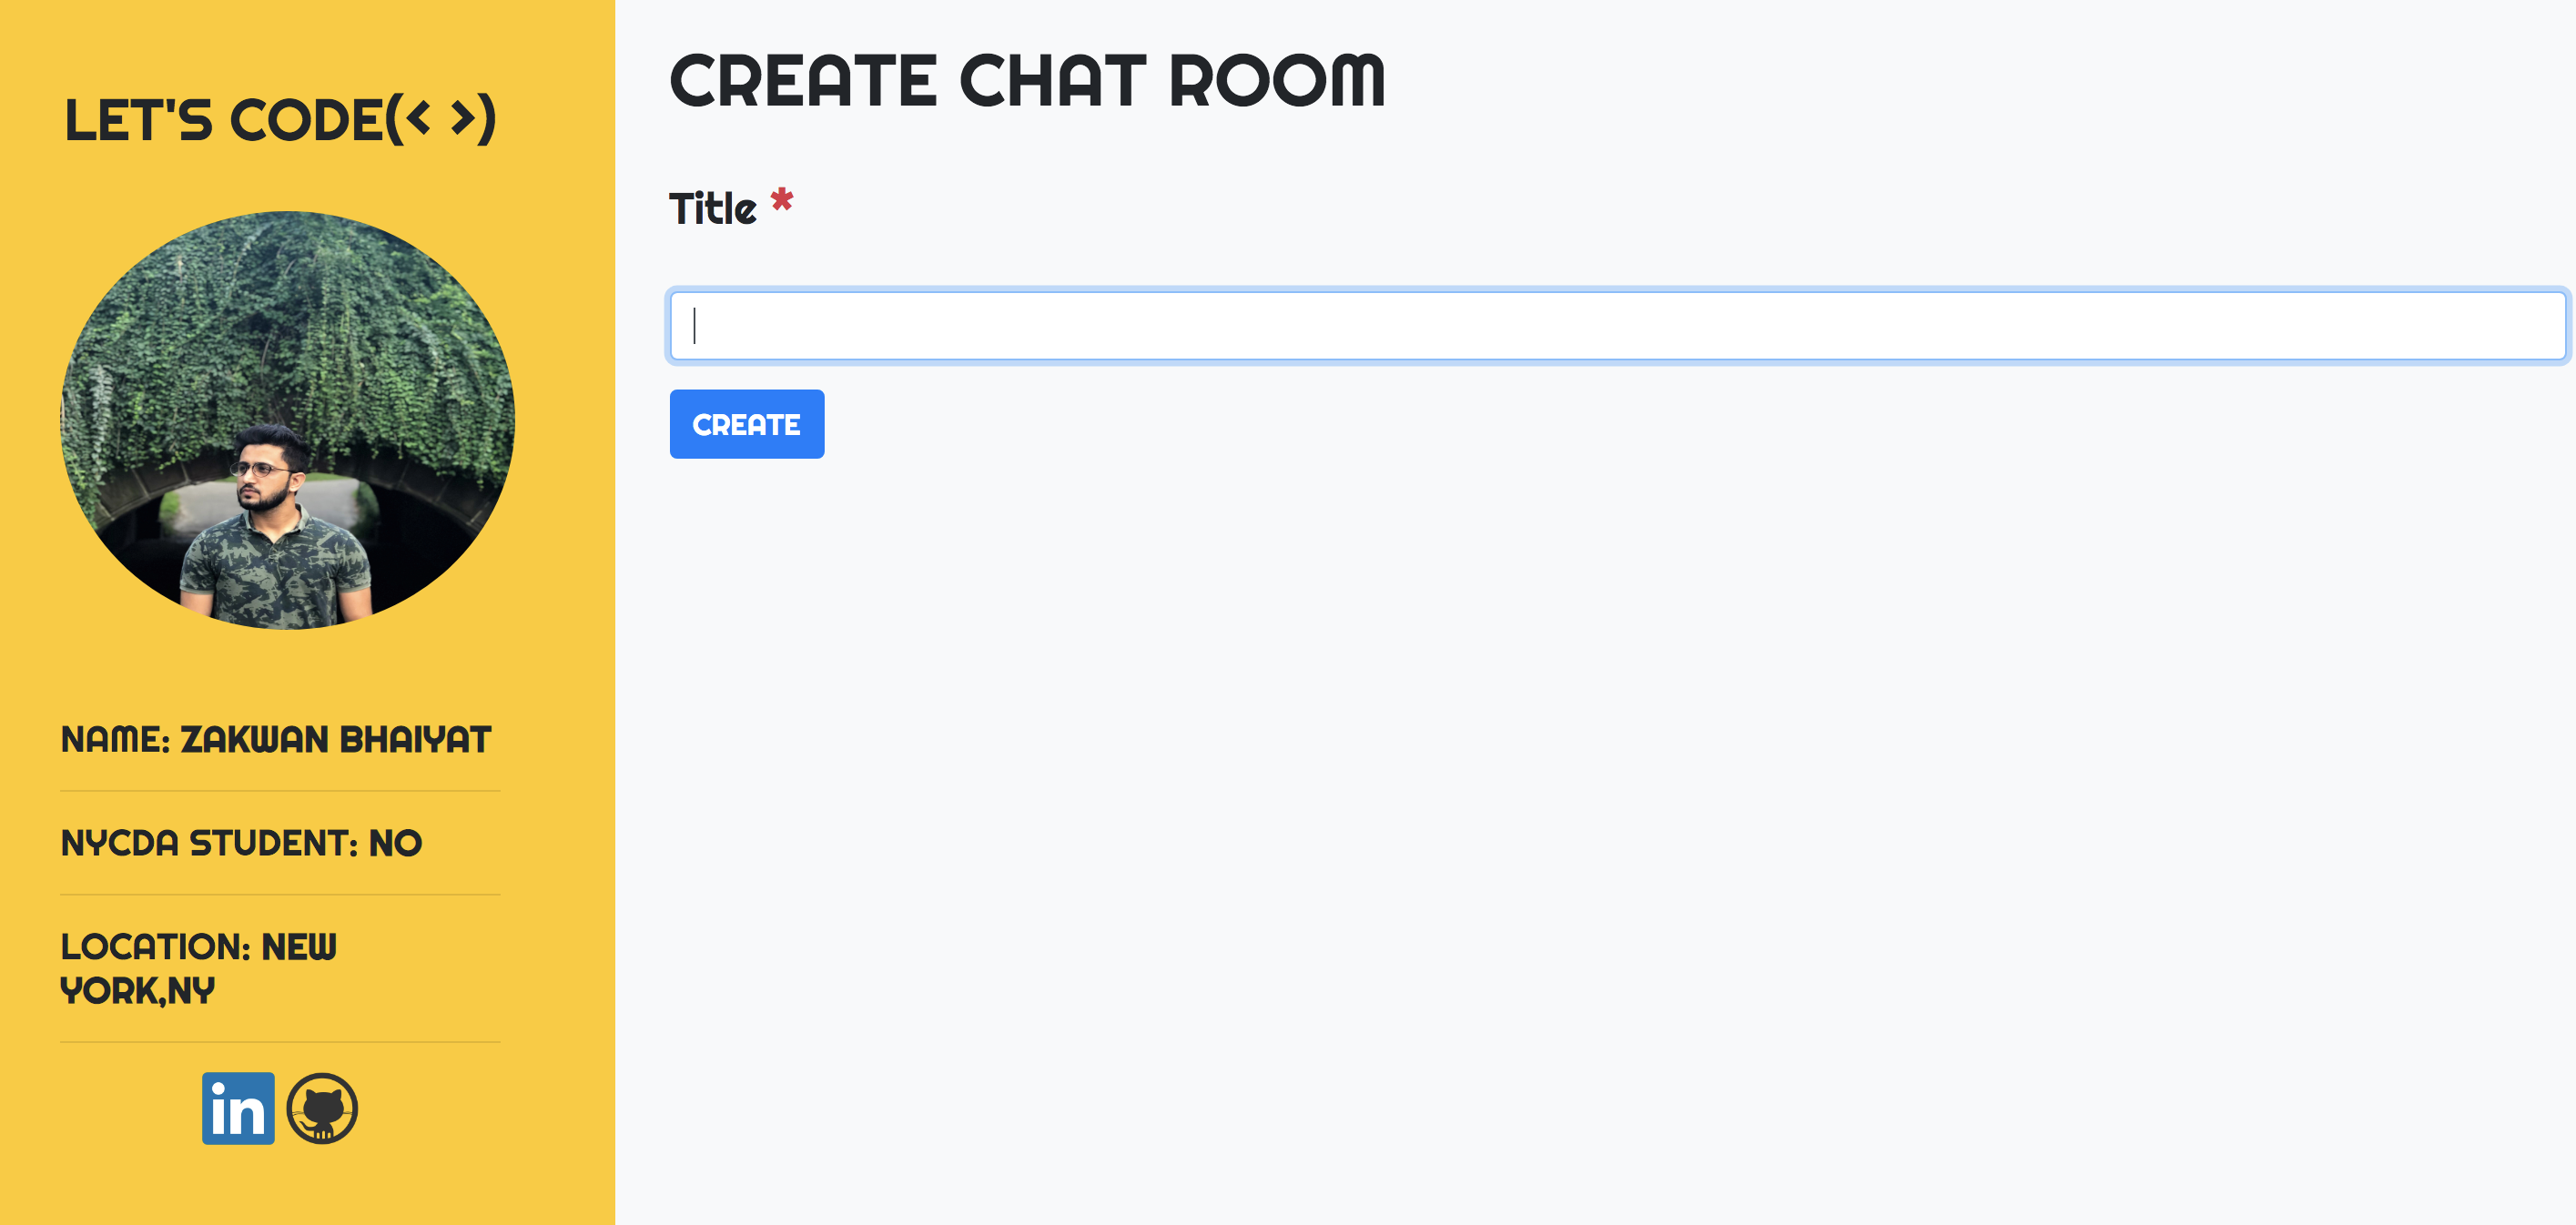 LET'S CODE(< >)
NAME: ZAKWAN BHAIYAT
NYCDA STUDENT: NO
LOCATION: NEW
YORK,NY
in
CREATE CHAT ROOM
Title *
CREATE